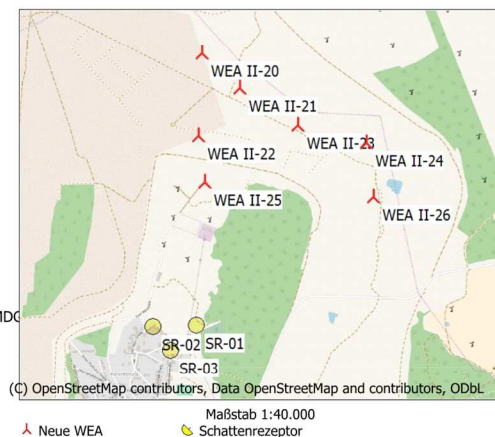 WEA II-20
WEA II-21
WEA II-23
WEA II-22
WEA II-24
WEA II-25
WEA II-26
SR-01
SR-02
SR-03
(C) OpenStreetMap contributors, Data OpenStreetMap and contributors, ODbL
Maßstab 1:40.000
Neue WEA
Schattenrezeptor